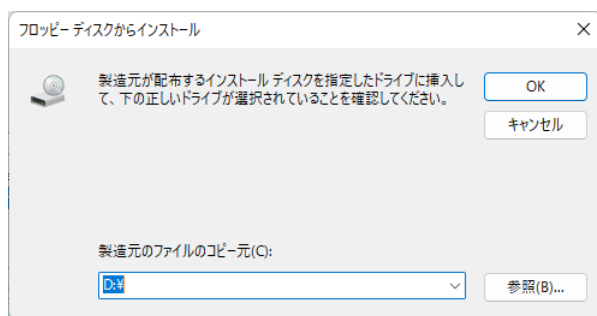 フロッピー ディスクからインストール
製造元が配布するインストール ディスクを指定したドライブに挿入し
て、下の正しいドライブが選択されていることを確認してください。
OK
キャンセル
製造元のファイルのコピー元(C):
D:¥
参照(B)...